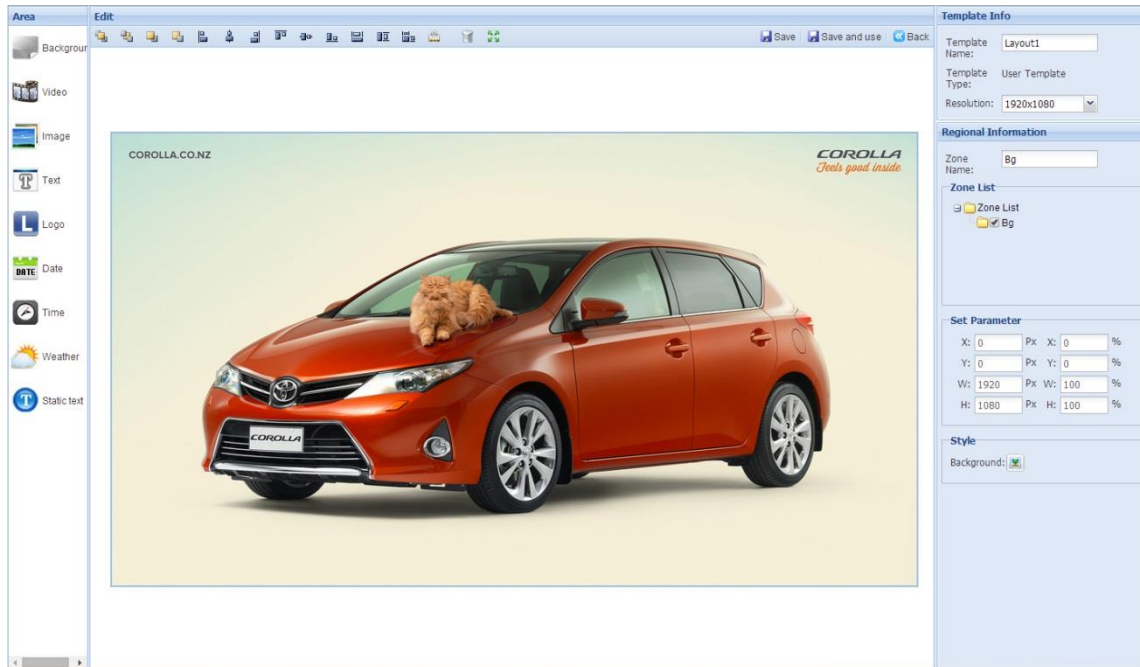 Area
Backgrour
Video
Image
Text
Logo
DATE Date
Time
Weather
Static text
Edit
Save Save and use Back
COROLLA.CO.NZ
COROLLA
Feels good inside
COROLLA
Template Info
Template Name: Layout1
Template Type: User Template
Resolution: 1920x1080
Regional Information
Zone Name: Bg
Zone List
Zone List
Bg
Set Parameter
X: 0 Px X: 0 %
Y: 0 Px Y: 0 %
W: 1920 Px W: 100 %
H: 1080 Px H: 100 %
Style
Background: